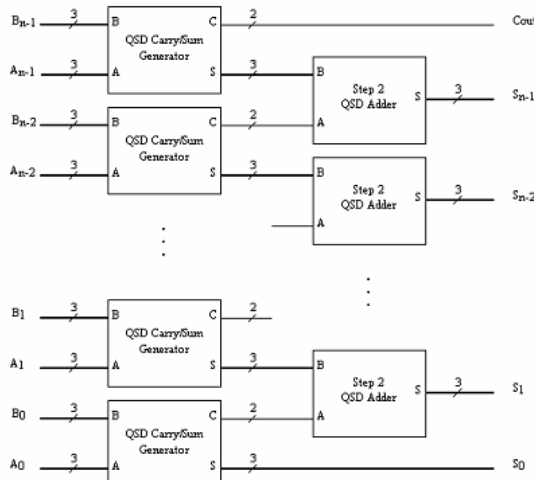 Bn-1 3 B C 2 Cout
QSD Carry/Sum
Generator
An-1 3 A S 3 B
Step 2
QSD Adder
S 3 Sn-1
Bn-2 3 B C 2 A
QSD Carry/Sum
Generator
An-2 3 A S 3 B
Step 2
QSD Adder
S 3 Sn-2
A
B1 3 B C 2
QSD Carry/Sum
Generator
A1 3 A S 3 B
Step 2
QSD Adder
S 3 S1
B0 3 B C 2 A
QSD Carry/Sum
Generator
A0 3 A S 3 S0